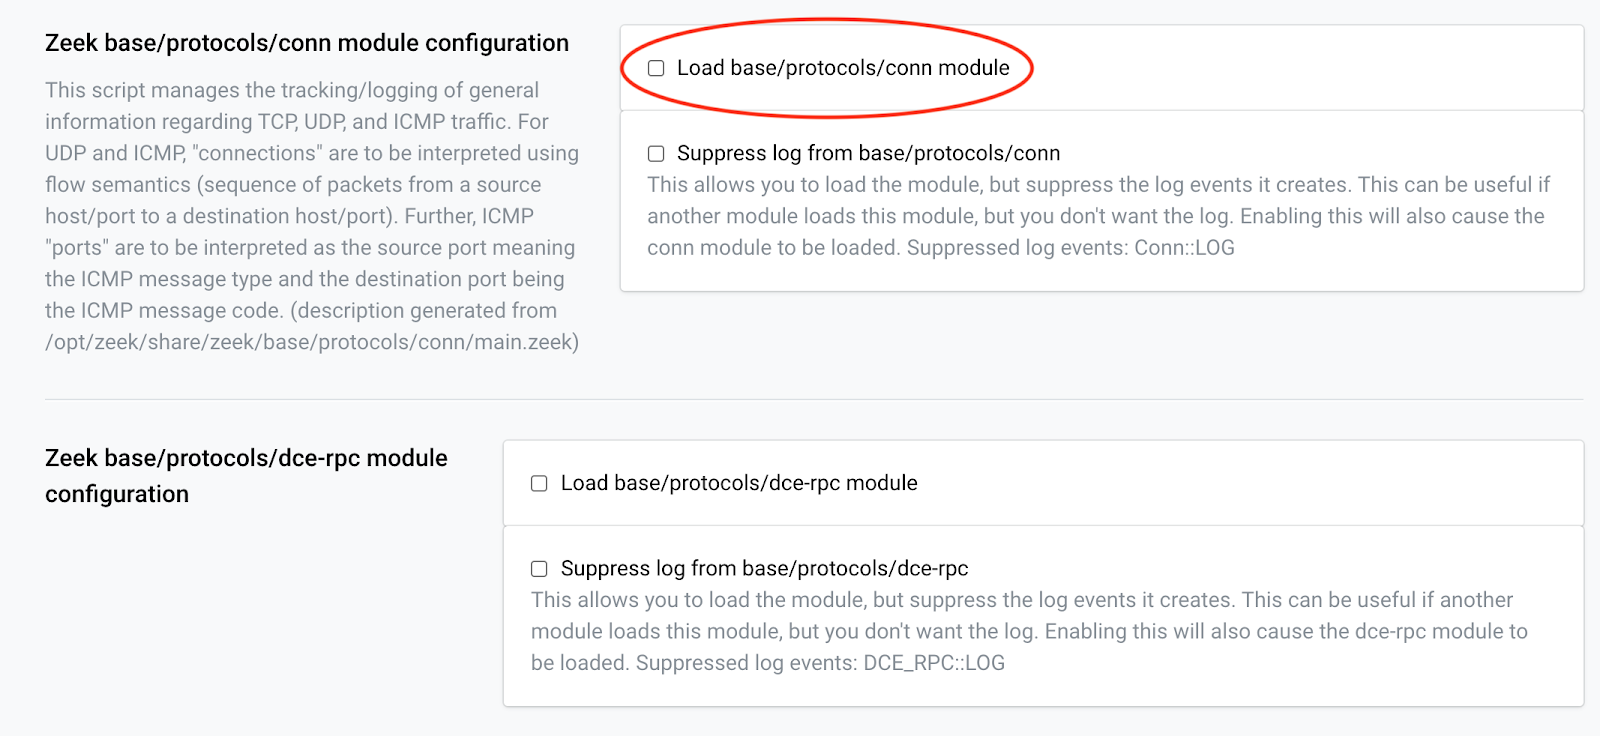 Zeek base/protocols/conn module configuration
This script manages the tracking/logging of general
information regarding TCP, UDP, and ICMP traffic. For
UDP and ICMP, "connections" are to be interpreted using
flow semantics (sequence of packets from a source
host/port to a destination host/port). Further, ICMP
"ports" are to be interpreted as the source port meaning
the ICMP message type and the destination port being
the ICMP message code. (description generated from
/opt/zeek/share/zeek/base/protocols/conn/main.zeek)
Load base/protocols/conn module
Suppress log from base/protocols/conn
This allows you to load the module, but suppress the log events it creates. This can be useful if
another module loads this module, but you don't want the log. Enabling this will also cause the
conn module to be loaded. Suppressed log events: Conn::LOG
Zeek base/protocols/dce-rpc module
configuration
Load base/protocols/dce-rpc module
Suppress log from base/protocols/dce-rpc
This allows you to load the module, but suppress the log events it creates. This can be useful if another
module loads this module, but you don't want the log. Enabling this will also cause the dce-rpc module to
be loaded. Suppressed log events: DCE_RPC::LOG